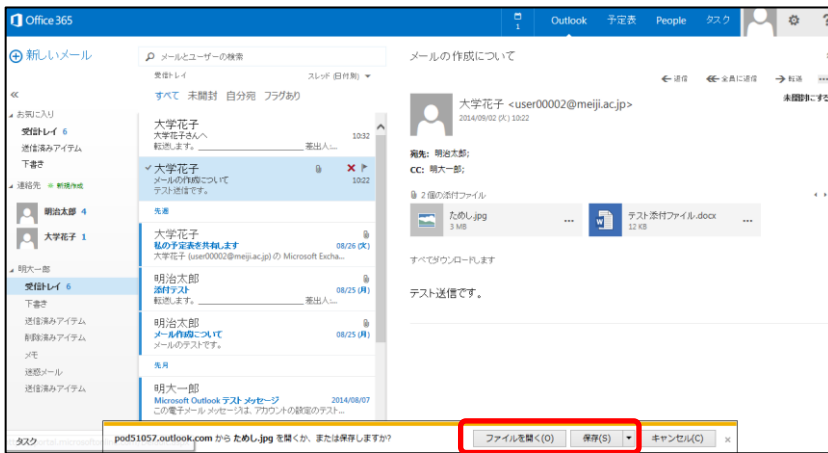 Office 365
1
Outlook 予定表 People タスク
?
新しいメール
メールとユーザーの検索
受信トレイ スレッド (日付別)
すべて 未開封 自分宛 フラグあり
お気に入り
受信トレイ 6
送信済みアイテム
下書き
連絡先 新規作成
明治太郎 4
大学花子 1
明大一郎
受信トレイ 6
下書き
送信済みアイテム
削除済みアイテム
メモ
迷惑メール
送信済みアイテム
タスク
大学花子
大学花子さんへ 10:32
転送します。 差出人:...
大学花子
メールの作成について 10:22
テスト送信です。
先週
大学花子
私の予定表を共有します 08/26 (火)
大学花子 (user00002@meiji.ac.jp) の Microsoft Excha...
明治太郎
添付テスト 08/25 (月)
転送します。 差出人:...
明治太郎
メール作成について 08/25 (月)
メールのテストです。
先月
明大一郎
Microsoft Outlook テスト メッセージ 2014/08/07
この電子メール メッセージは、アカウントの設定のテスト...
メールの作成について
返信 全員に返信 転送 ...
未開封にする
大学花子 <user00002@meiji.ac.jp>
2014/09/02 (火) 10:22
宛先: 明治太郎;
CC: 明大一郎;
2 個の添付ファイル
ためし.jpg
3 MB
...
テスト添付ファイル.docx
12 KB
...
すべてダウンロードします
テスト送信です。
pod51057.outlook.com から ためし.jpg を開くか、または保存しますか?
ファイルを開く(O) 保存(S) キャンセル(C) ×